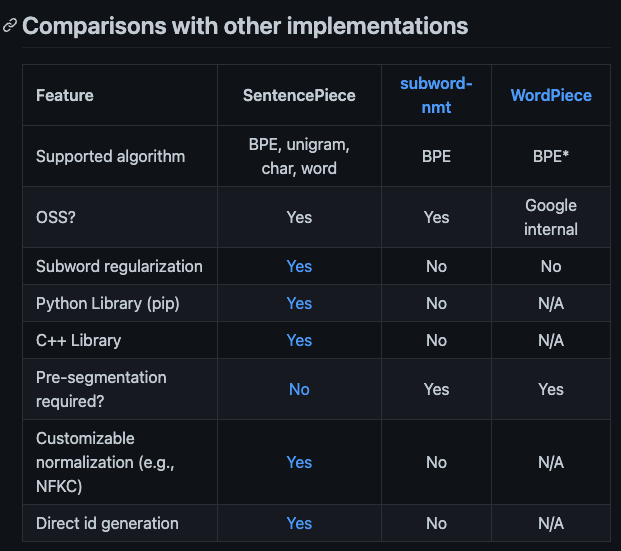 Comparisons with other implementations
Feature SentencePiece subword-nmt WordPiece
Supported algorithm BPE, unigram, char, word BPE BPE*
OSS? Yes Yes Google internal
Subword regularization Yes No No
Python Library (pip) Yes No N/A
C++ Library Yes No N/A
Pre-segmentation required? No Yes Yes
Customizable normalization (e.g., NFKC) Yes No N/A
Direct id generation Yes No N/A